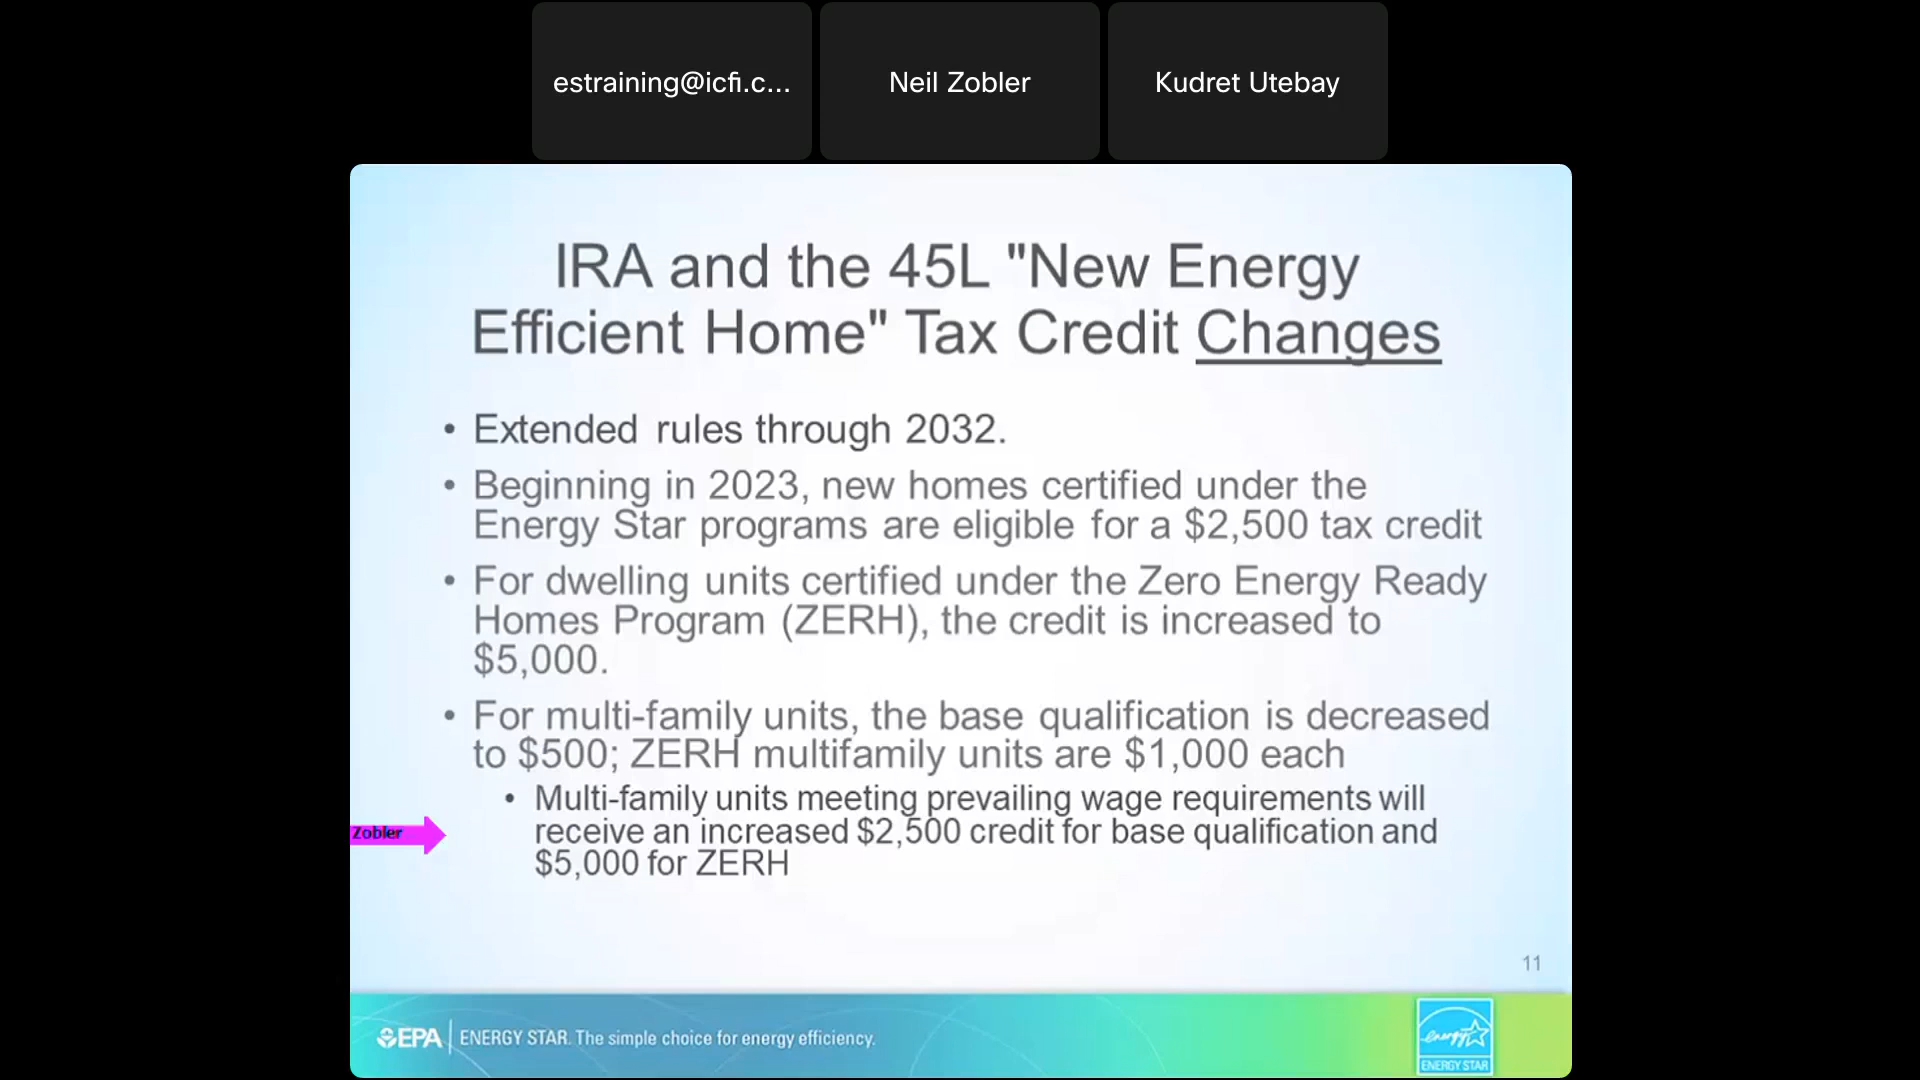 estraining@icfi.c...
Neil Zobler
Kudret Utebay
IRA and the 45L "New Energy
Efficient Home" Tax Credit Changes
• Extended rules through 2032.
• Beginning in 2023, new homes certified under the
Energy Star programs are eligible for a $2,500 tax credit
• For dwelling units certified under the Zero Energy Ready
Homes Program (ZERH), the credit is increased to
$5,000.
• For multi-family units, the base qualification is decreased
to $500; ZERH multifamily units are $1,000 each
• Multi-family units meeting prevailing wage requirements will
receive an increased $2,500 credit for base qualification and
$5,000 for ZERH
Zobler
11
EPA
ENERGY STAR. The simple choice for energy efficiency.
energy
ENERGY STAR